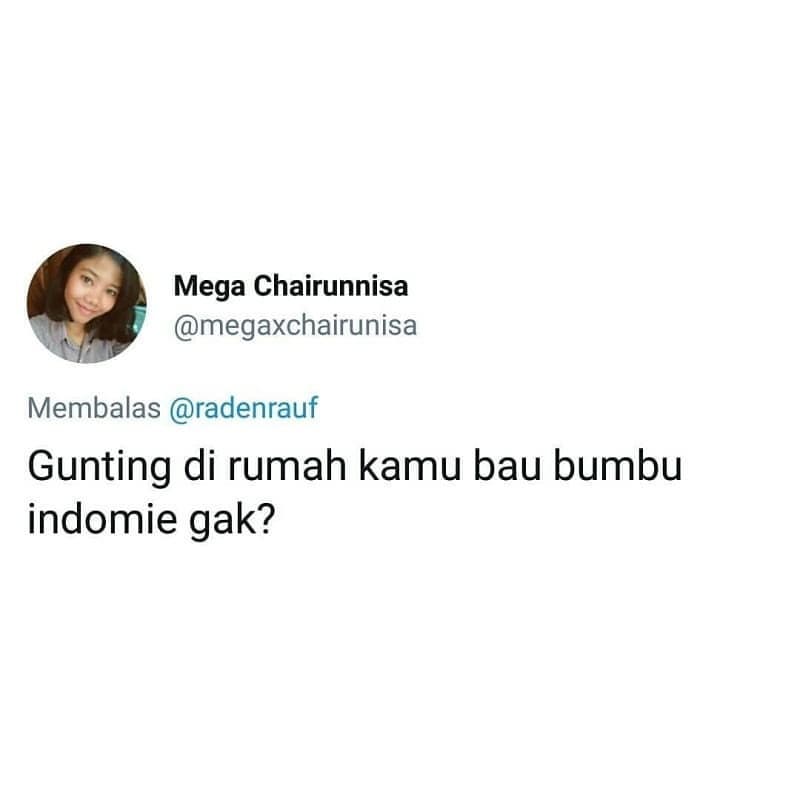 Mega Chairunnisa
@megaxchairunisa
Membalas @radenrauf
Gunting di rumah kamu bau bumbu
indomie gak?